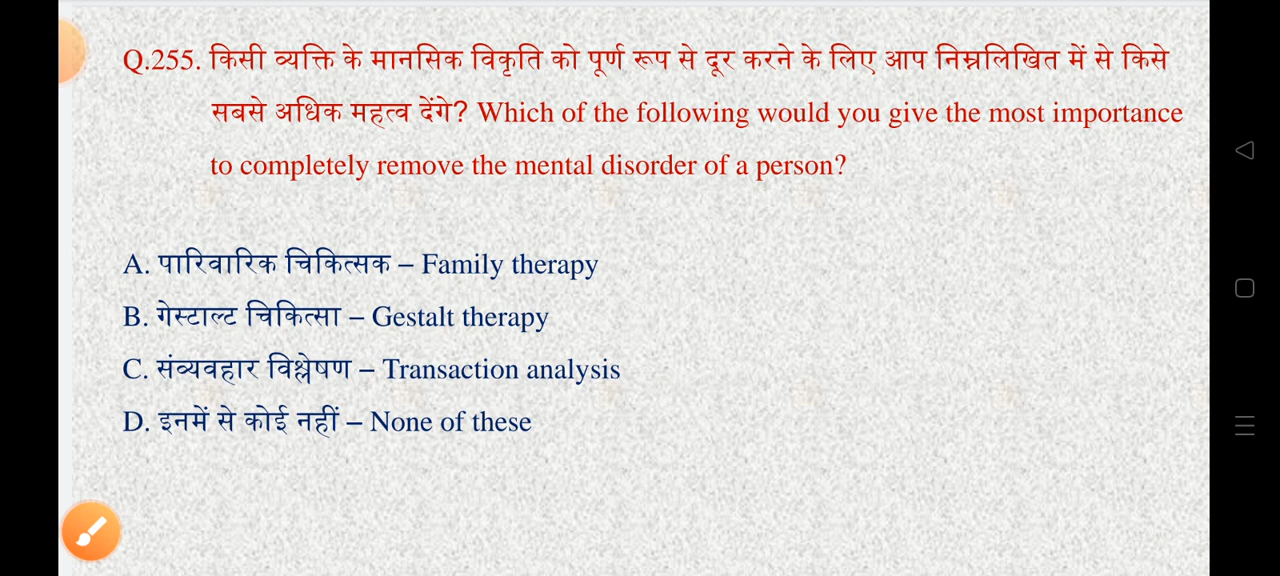 Q.255. किसी व्यक्ति के मानसिक विकृति को पूर्ण रूप से दूर करने के लिए आप निम्नलिखित में से किसे
सबसे अधिक महत्व देंगे? Which of the following would you give the most importance
to completely remove the mental disorder of a person?
A. पारिवारिक चिकित्सक – Family therapy
B. गेस्टाल्ट चिकित्सा – Gestalt therapy
C. संव्यवहार विश्लेषण – Transaction analysis
D. इनमें से कोई नहीं – None of these